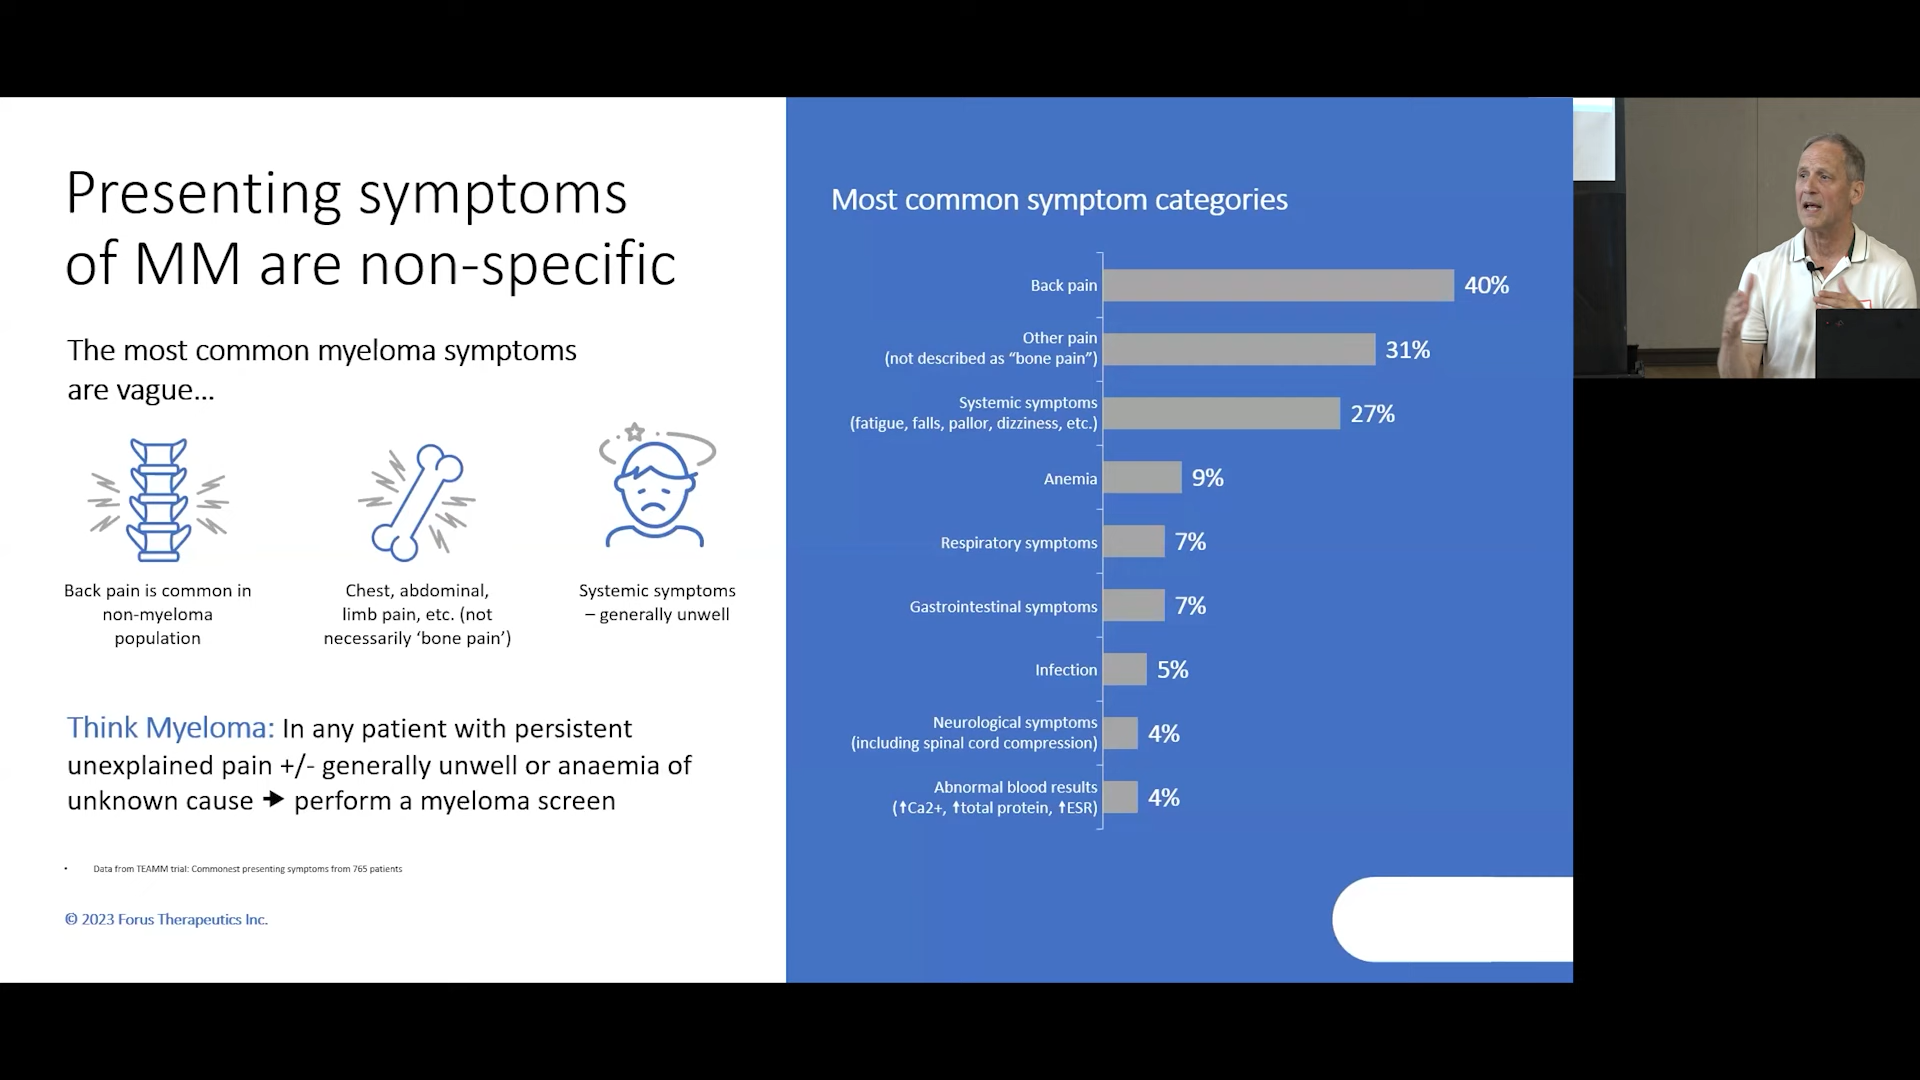 Presenting symptoms
of MM are non-specific
The most common myeloma symptoms
are vague...
Back pain is common in
non-myeloma
population
Chest, abdominal,
limb pain, etc. (not
necessarily ‘bone pain’)
Systemic symptoms
– generally unwell
Think Myeloma: In any patient with persistent
unexplained pain +/- generally unwell or anaemia of
unknown cause 🡺 perform a myeloma screen
• Data from TEAMM trial: Commonest presenting symptoms from 765 patients
© 2023 Forus Therapeutics Inc.
Most common symptom categories
Back pain 40%
Other pain
(not described as “bone pain”) 31%
Systemic symptoms
(fatigue, falls, pallor, dizziness, etc.) 27%
Anemia 9%
Respiratory symptoms 7%
Gastrointestinal symptoms 7%
Infection 5%
Neurological symptoms
(including spinal cord compression) 4%
Abnormal blood results
(↑Ca2+, ↑total protein, ↑ESR) 4%